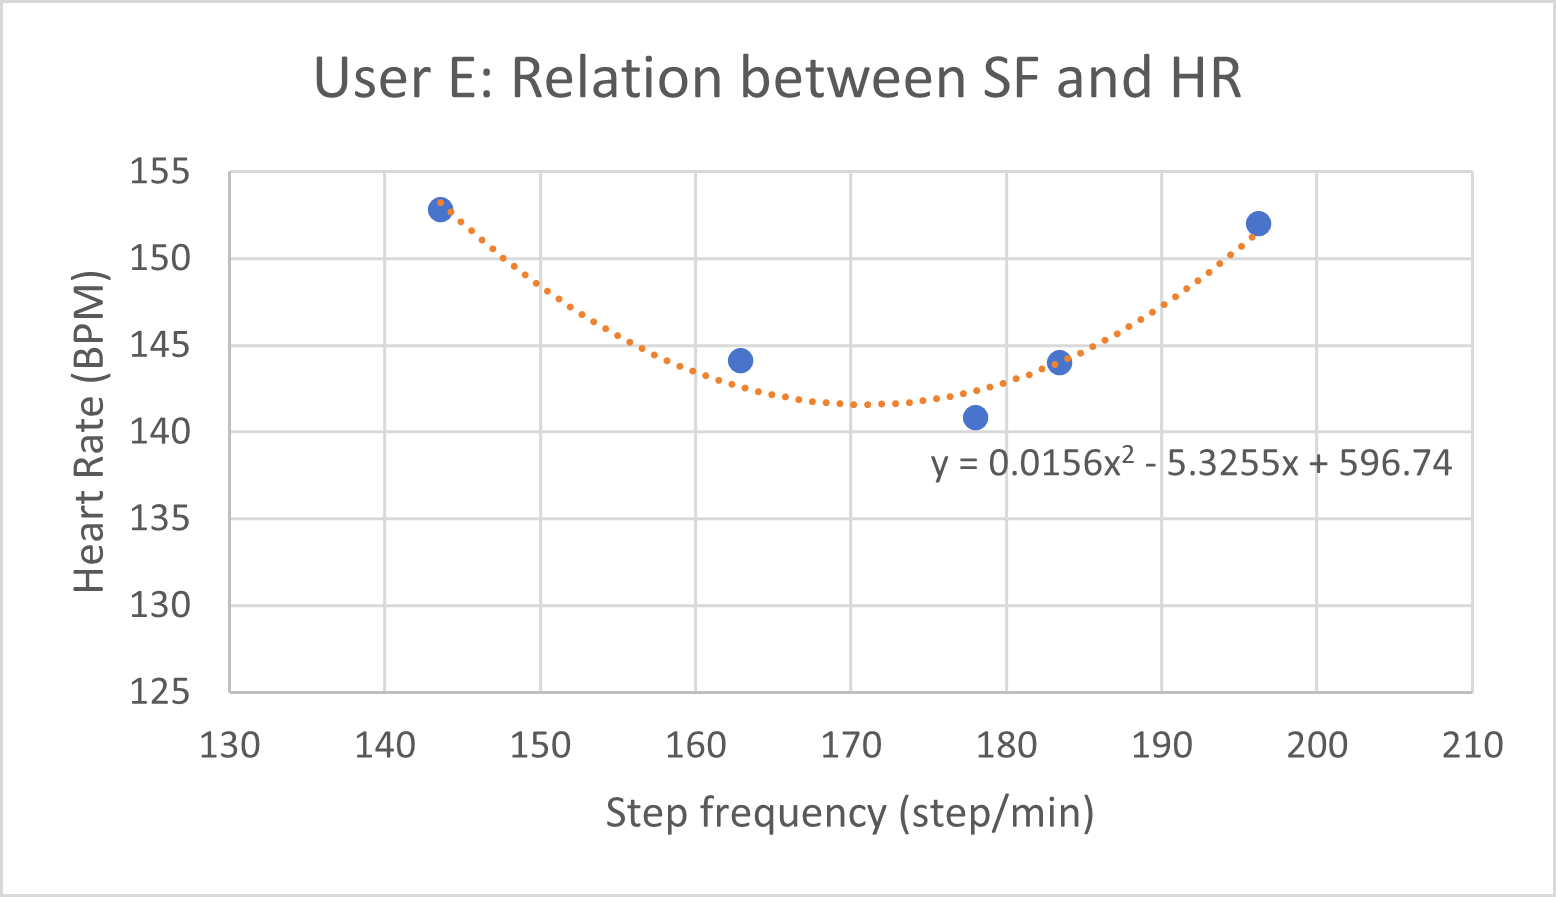 User E: Relation between SF and HR
155
150
145
140
135
130
125
Heart Rate (BPM)
y = 0.0156x² - 5.3255x + 596.74
130 140 150 160 170 180 190 200 210
Step frequency (step/min)